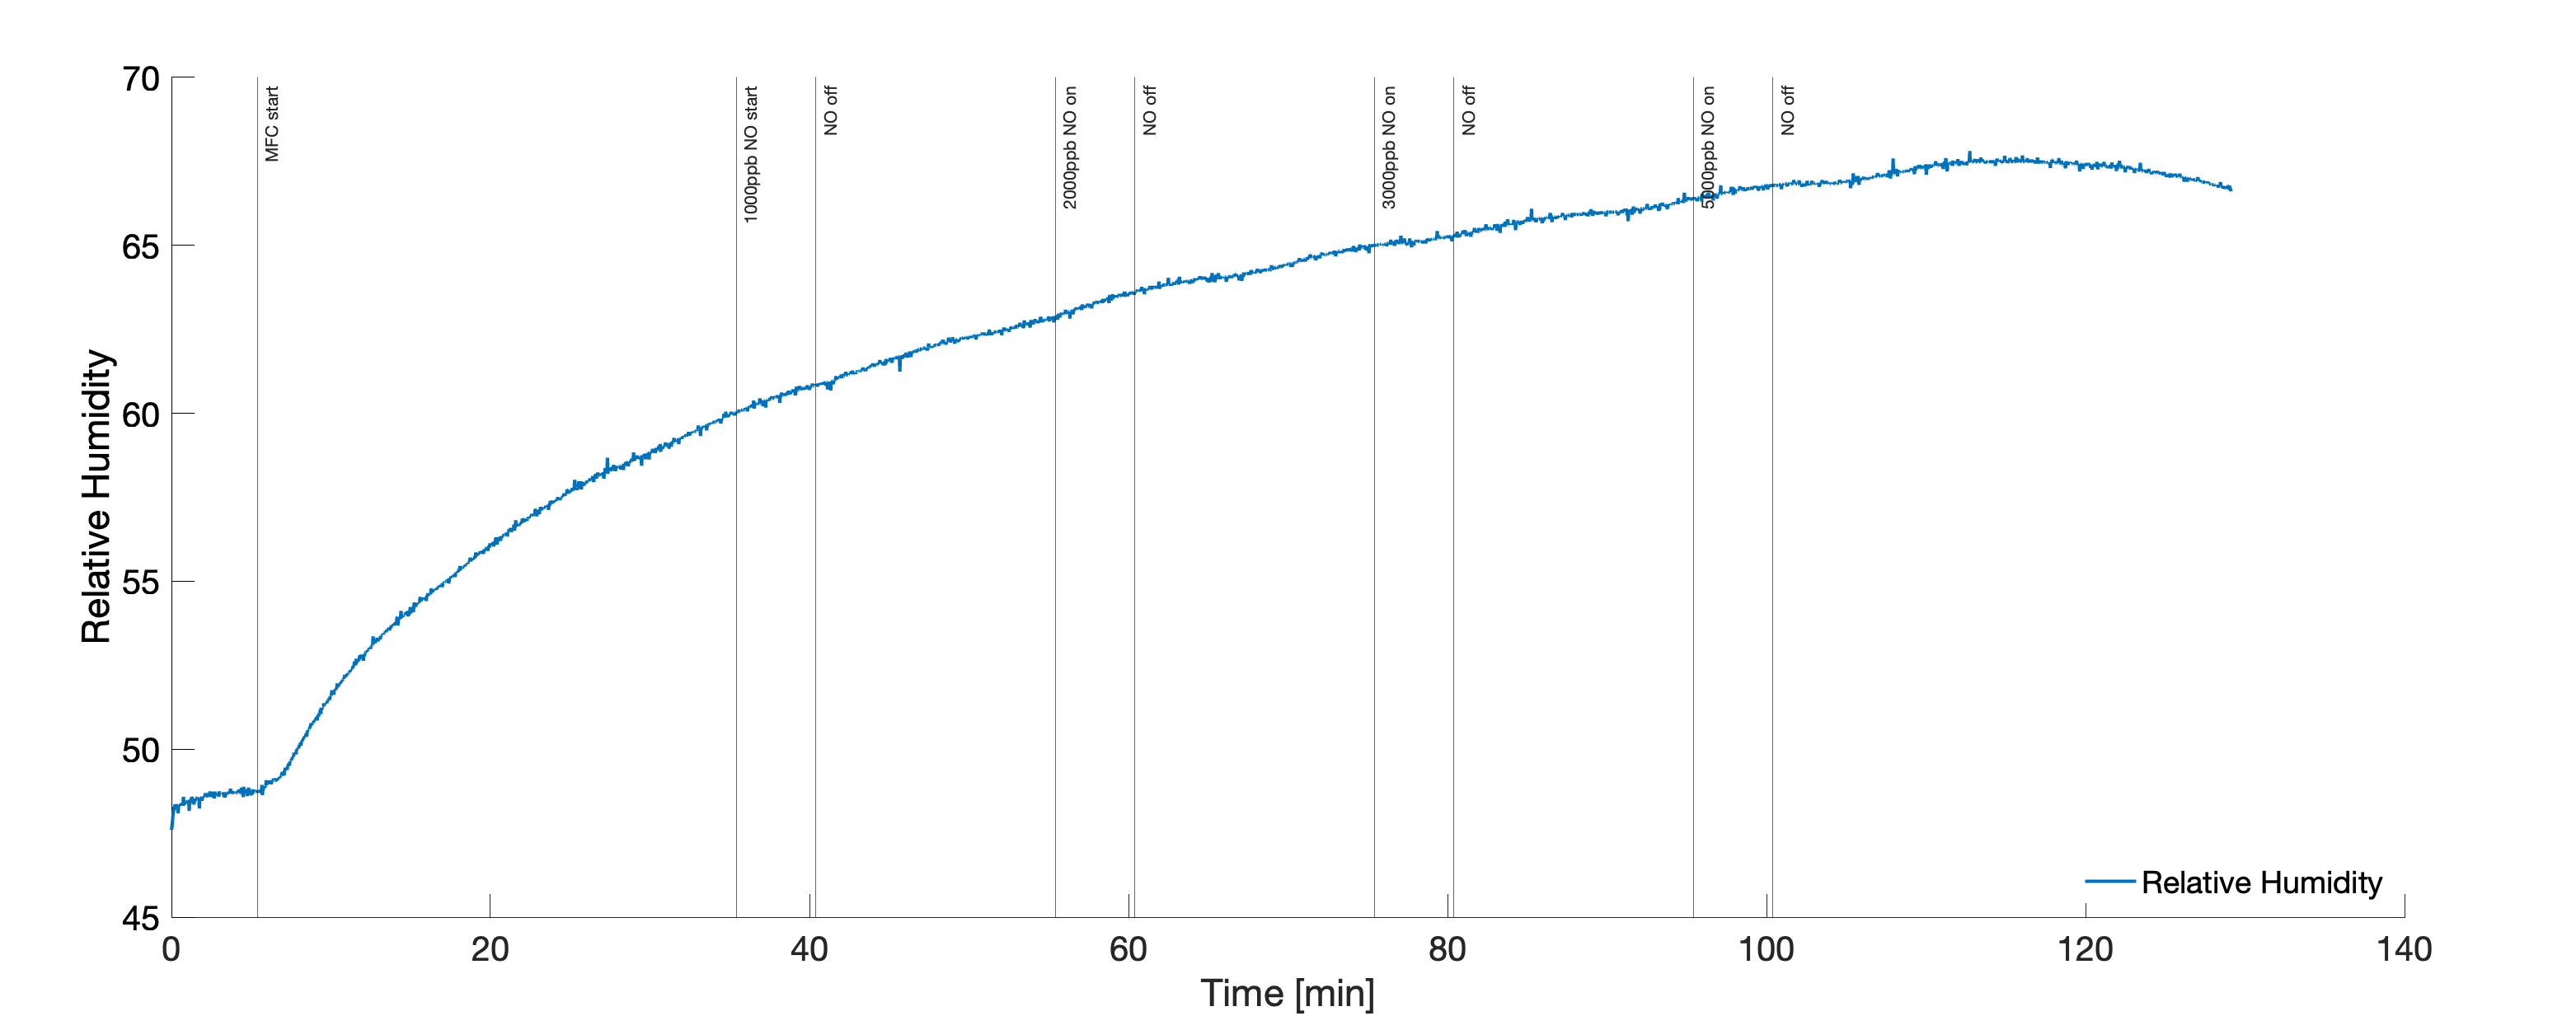 70
65
60
55
50
45
Relative Humidity
MFC start
1000ppb NO start
NO off
2000ppb NO on
NO off
3000ppb NO on
NO off
5000ppb NO on
NO off
Relative Humidity
0 20 40 60 80 100 120 140
Time [min]